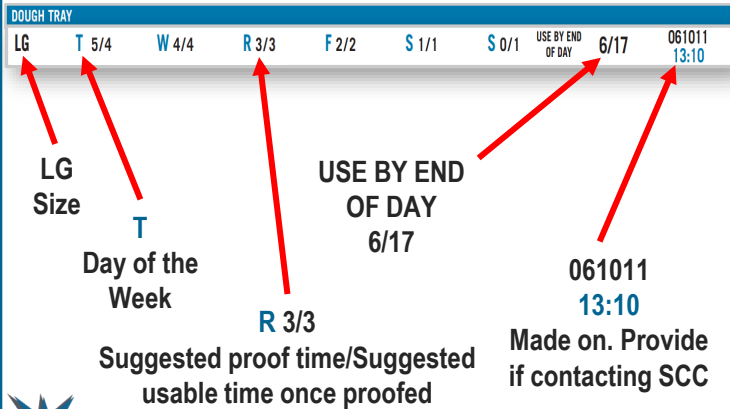 DOUGH TRAY
LG T 5/4 W 4/4 R 3/3 F 2/2 S 1/1 S 0/1 USE BY END OF DAY 6/17 061011 13:10
LG
Size
T
Day of the
Week
R 3/3
Suggested proof time/Suggested
usable time once proofed
USE BY END
OF DAY
6/17
061011
13:10
Made on. Provide
if contacting SCC